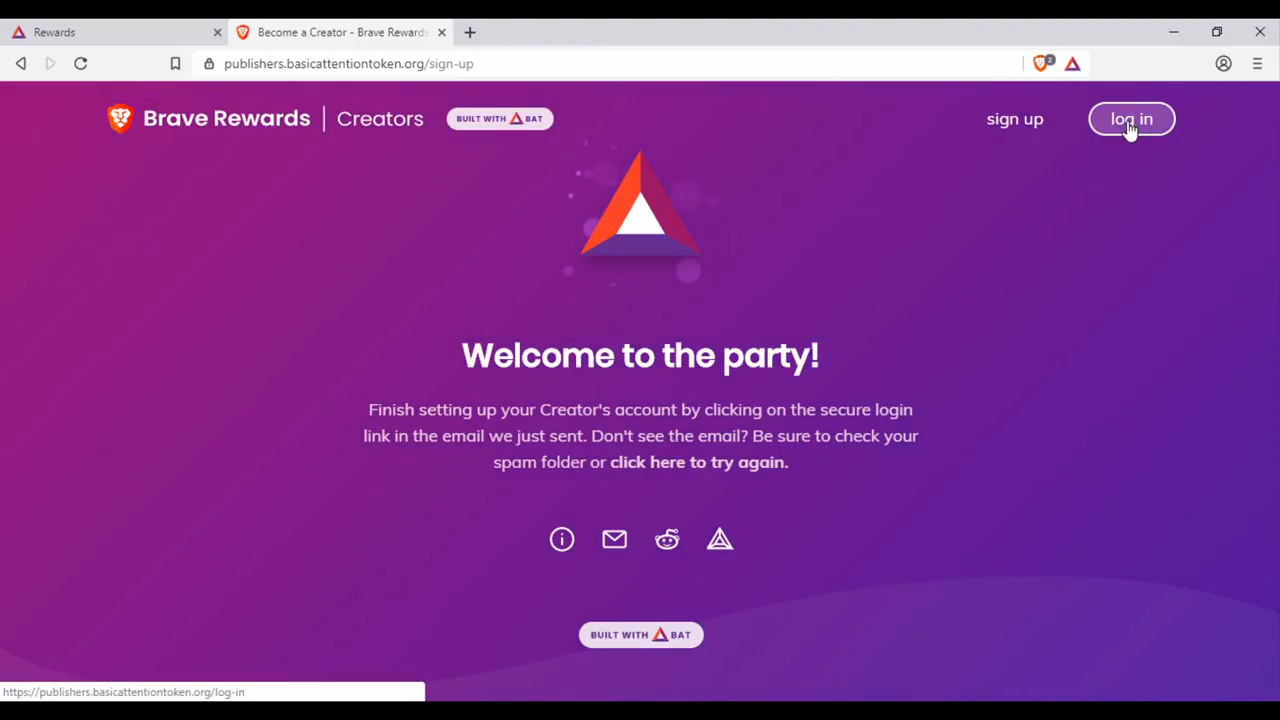 Rewards
Become a Creator - Brave Rewards
publishers.basicattentiontoken.org/sign-up
2
Brave Rewards | Creators
BUILT WITH BAT
sign up
log in
Welcome to the party!
Finish setting up your Creator's account by clicking on the secure login
link in the email we just sent. Don't see the email? Be sure to check your
spam folder or click here to try again.
BUILT WITH BAT
https://publishers.basicattentiontoken.org/log-in